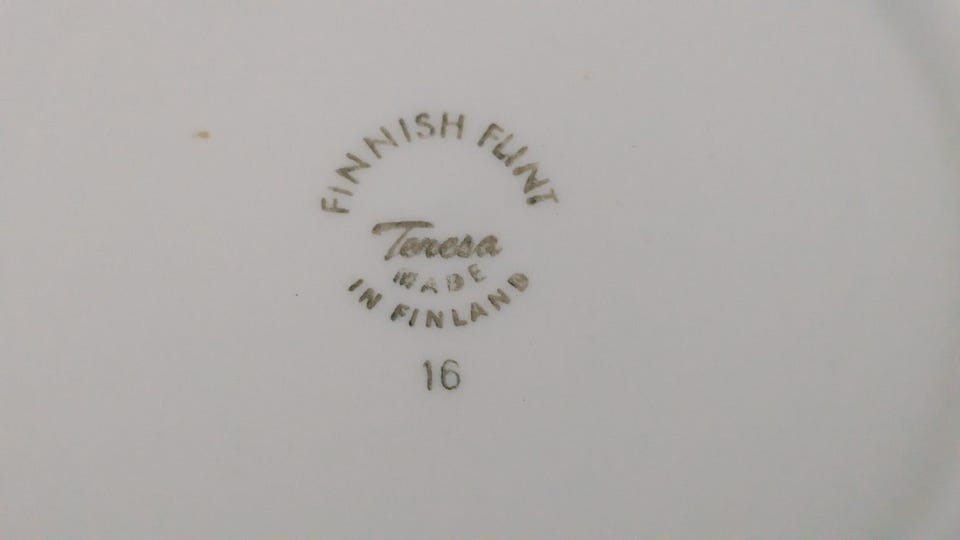 FINNISH FLINT
Teresa
MADE
IN FINLAND
16